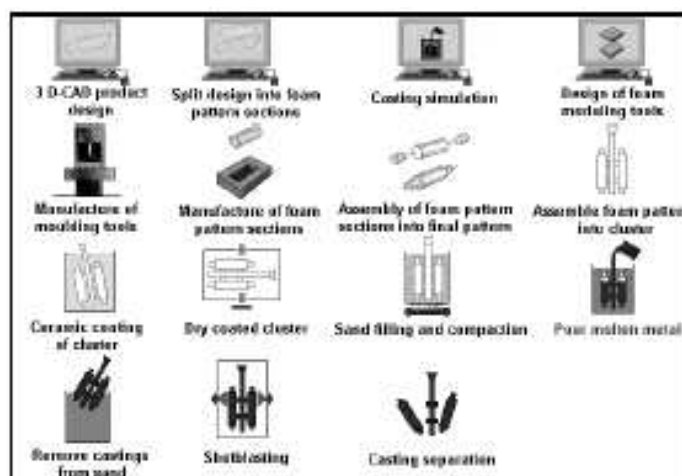 3 D-CAD product
design
Split design into foam
pattern sections
Casting simulation
Design of foam
modeling tools
Manufacture of
moulding tools
Manufacture of foam
pattern sections
Assembly of foam pattern
sections into final pattern
Assemble foam patter
into cluster
Ceramic coating
of cluster
Dry coated cluster
Sand filling and compaction
Pour molten metal
Remove castings
from sand
Shotblasting
Casting separation